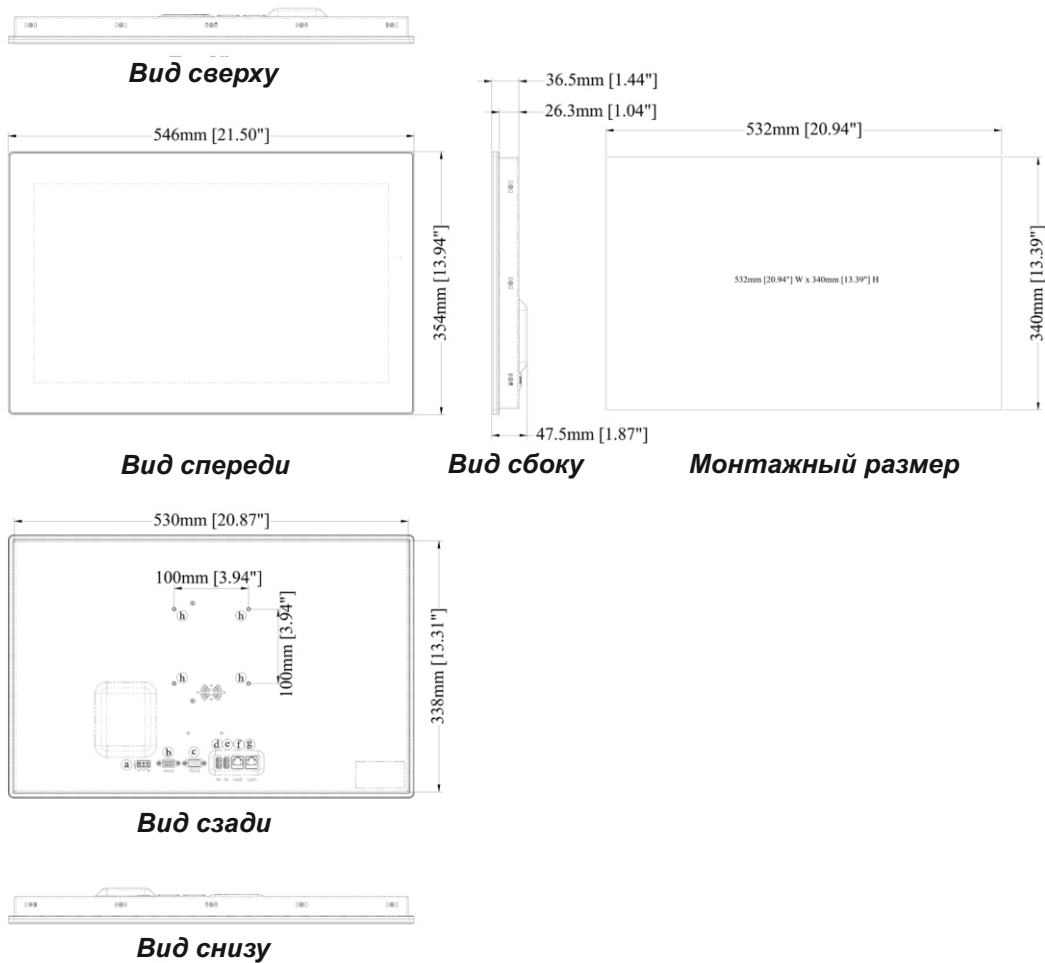 Вид сверху
36.5mm [1.44"]
26.3mm [1.04"]
546mm [21.50"]
532mm [20.94"]
354mm [13.94"]
532mm [20.94"] W x 340mm [13.39"] H
340mm [13.39"]
47.5mm [1.87"]
Вид спереди
Вид сбоку
Монтажный размер
530mm [20.87"]
100mm [3.94"]
h h
100mm [3.94"]
338mm [13.31"]
h h
a b c d e f g
Вид сзади
Вид снизу